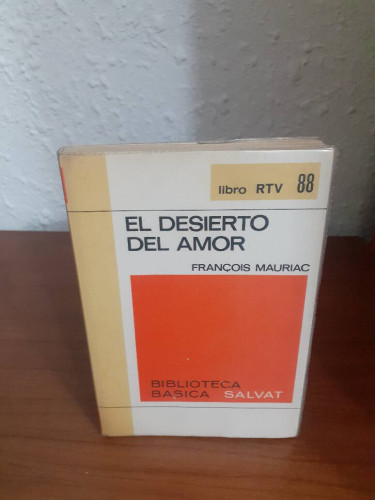 libro RTV 88
EL DESIERTO
DEL AMOR
FRANÇOIS MAURIAC
BIBLIOTECA
BASICA SALVAT